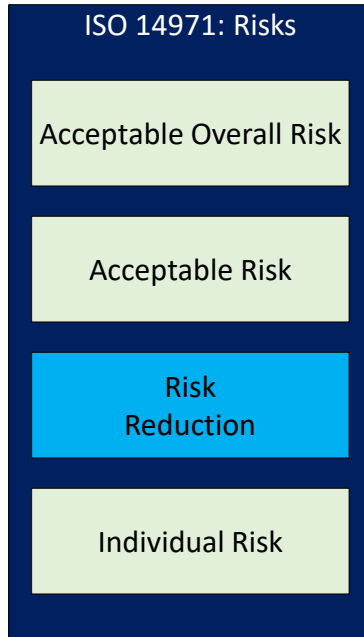 ISO 14971: Risks
Acceptable Overall Risk
Acceptable Risk
Risk
Reduction
Individual Risk